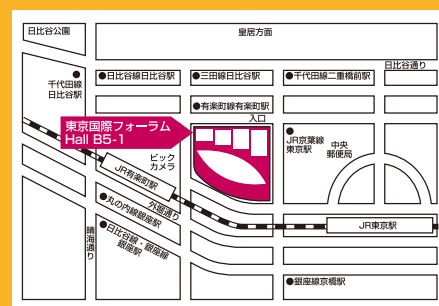 日比谷公園
皇居方面
日比谷通り
千代田線
日比谷駅
●日比谷線日比谷駅
●三田線日比谷駅
●千代田線二重橋前駅
●有楽町線有楽町駅
入口
東京国際フォーラム
Hall B5-1
JR京葉線
東京駅
中央
郵便局
ビック
カメラ
JR有楽町駅
外堀通り
●丸の内線銀座駅
JR東京駅
晴海通り
●日比谷線・銀座線
銀座駅
●銀座線京橋駅